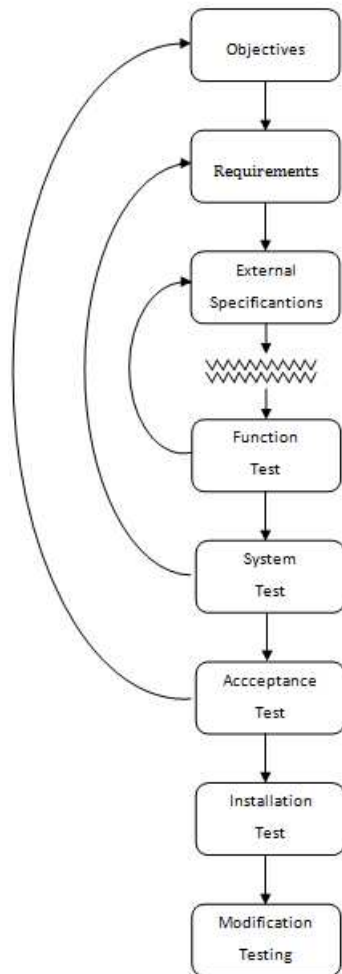 Objectives
Requirements
External
Specificantions
Function
Test
System
Test
Accceptance
Test
Installation
Test
Modification
Testing